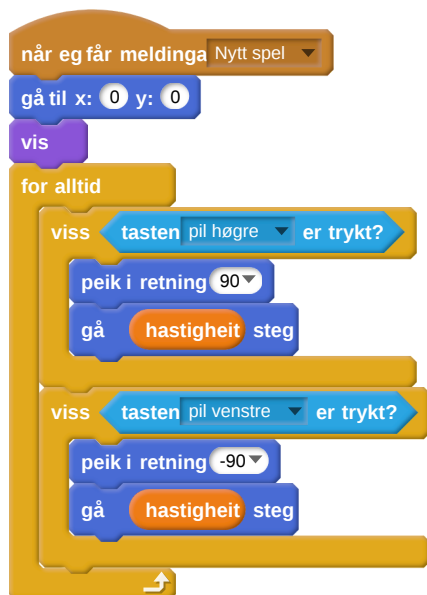 når eg får meldinga Nytt spel
gå til x: 0 y: 0
vis
for alltid
viss tasten pil høgre er trykt?
peik i retning 90
gå hastigheit steg
viss tasten pil venstre er trykt?
peik i retning -90
gå hastigheit steg